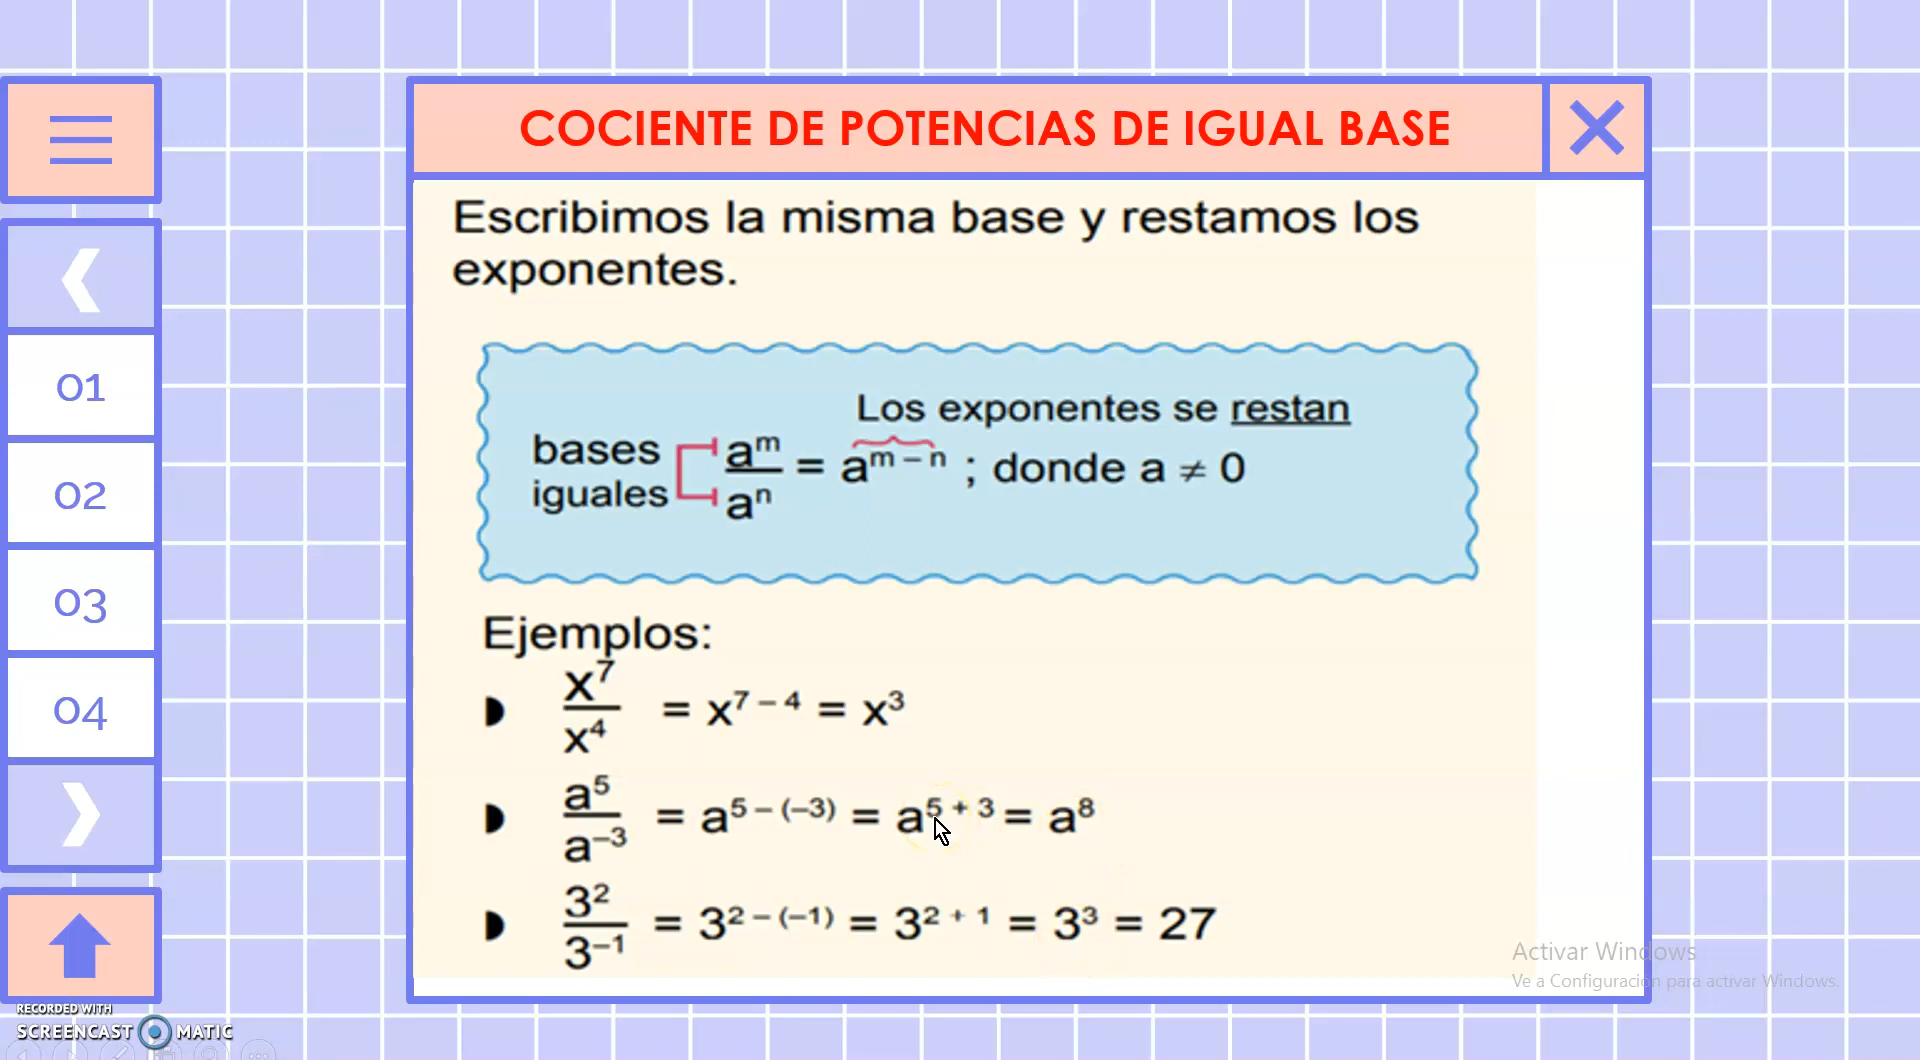 COCIENTE DE POTENCIAS DE IGUAL BASE
Escribimos la misma base y restamos los
exponentes.
Los exponentes se restan
bases iguales a^m/a^n = a^(m – n) ; donde a ≠ 0
Ejemplos:
x^7/x^4 = x^(7 – 4) = x^3
a^5/a^(–3) = a^(5 – (–3)) = a^(5 + 3) = a^8
3^2/3^(–1) = 3^(2 – (–1)) = 3^(2 + 1) = 3^3 = 27
01
02
03
04
Activar Windows
Ve a Configuración para activar Windows.
RECORDED WITH
SCREENCAST MATIC